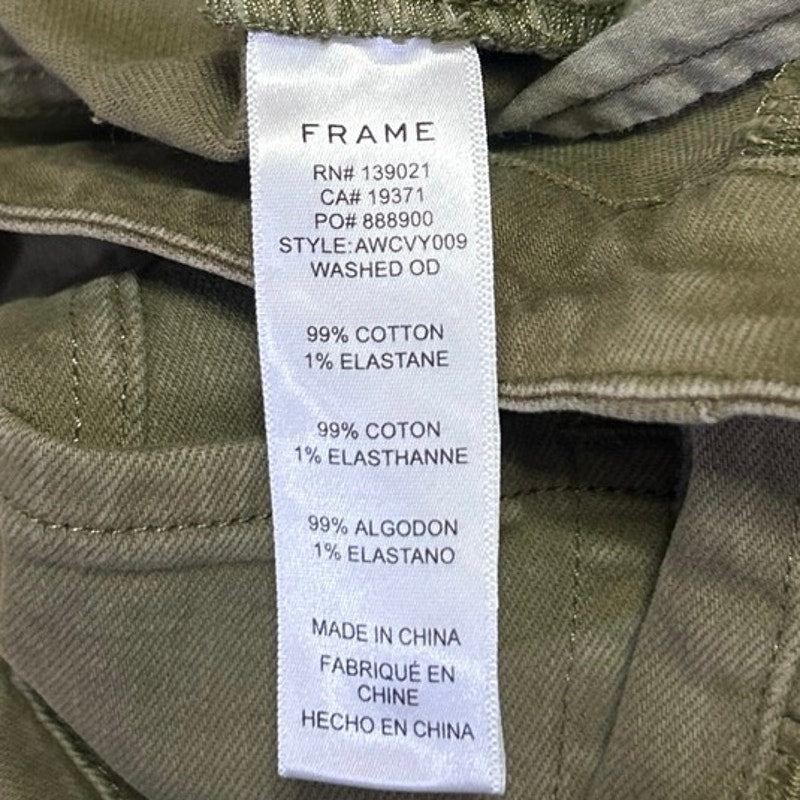 FRAME
RN# 139021
CA# 19371
PO# 888900
STYLE:AWCVY009
WASHED OD
99% COTTON
1% ELASTANE
99% COTON
1% ELASTHANNE
99% ALGODON
1% ELASTANO
MADE IN CHINA
FABRIQUÉ EN
CHINE
HECHO EN CHINA